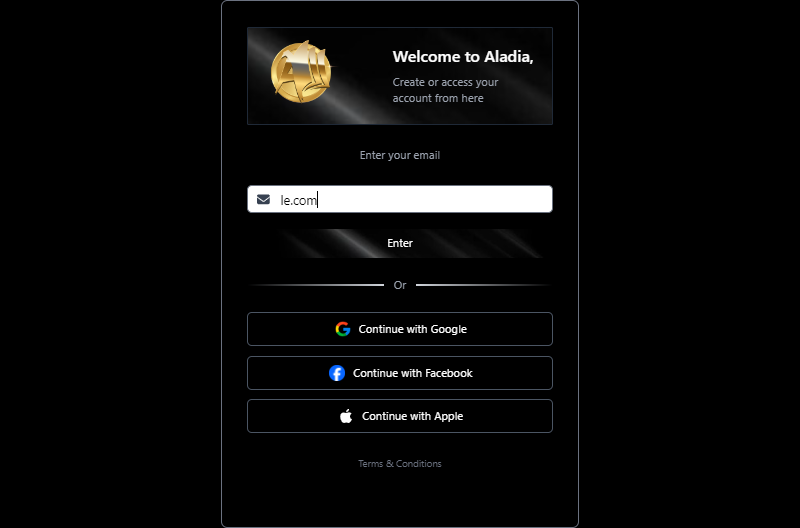 Welcome to Aladia,
Create or access your
account from here
Enter your email
le.com
Enter
Or
Continue with Google
Continue with Facebook
Continue with Apple
Terms & Conditions